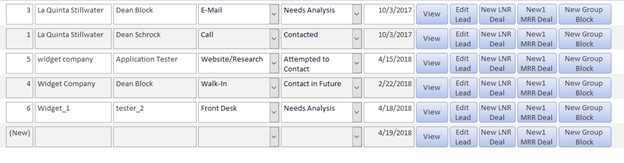 3 La Quinta Stillwater Dean Block E-Mail Needs Analysis 10/3/2017 View Edit Lead New LNR Deal New1 MRR Deal New Group Block
1 La Quinta Stillwater Dean Schrock Call Contacted 10/3/2017 View Edit Lead New LNR Deal New1 MRR Deal New Group Block
5 widget company Application Tester Website/Research Attempted to Contact 4/15/2018 View Edit Lead New LNR Deal New1 MRR Deal New Group Block
4 Widget Company Dean Block Walk-In Contact in Future 2/22/2018 View Edit Lead New LNR Deal New1 MRR Deal New Group Block
6 Widget_1 tester_2 Front Desk Needs Analysis 4/18/2018 View Edit Lead New LNR Deal New1 MRR Deal New Group Block
(New) 4/19/2018 View Edit Lead New LNR Deal New1 MRR Deal New Group Block